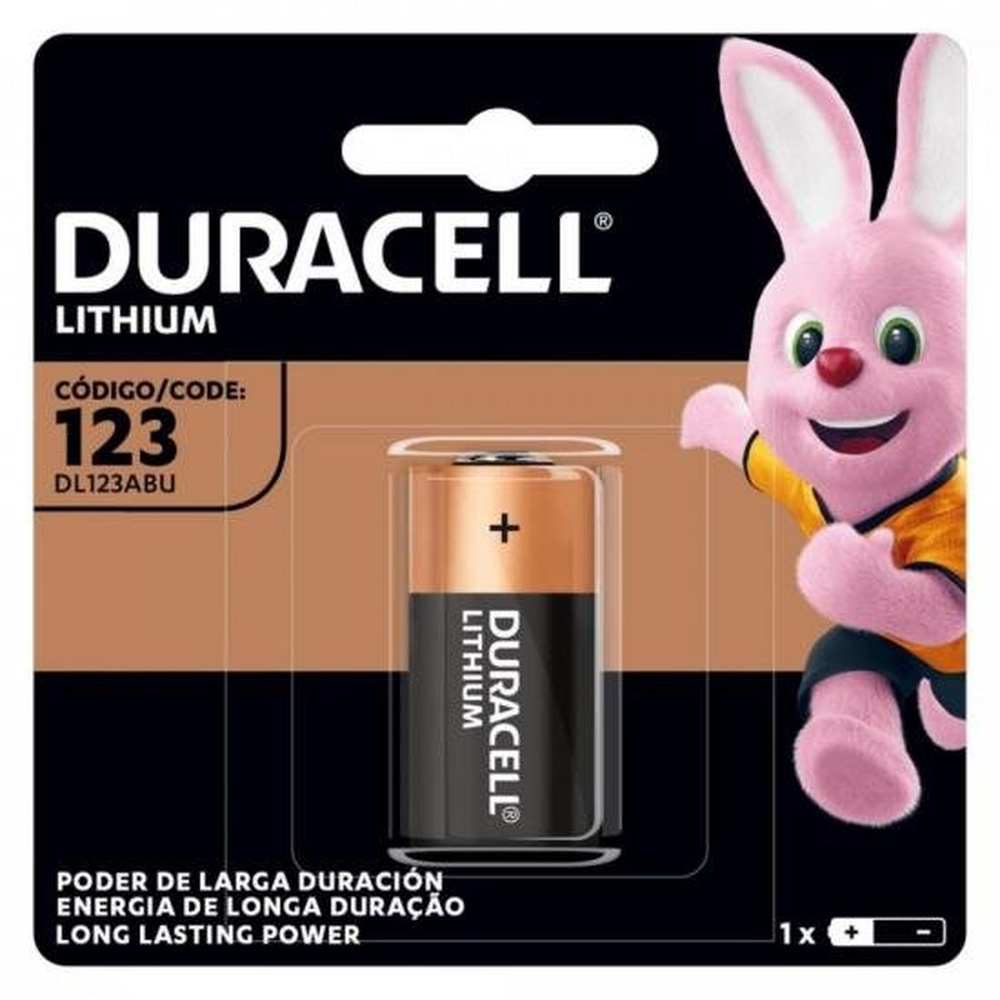 DURACELL®
LITHIUM
CÓDIGO/CODE:
123
DL123ABU
+
DURACELL®
LITHIUM
PODER DE LARGA DURACIÓN
ENERGIA DE LONGA DURAÇÃO
LONG LASTING POWER
1 x + -